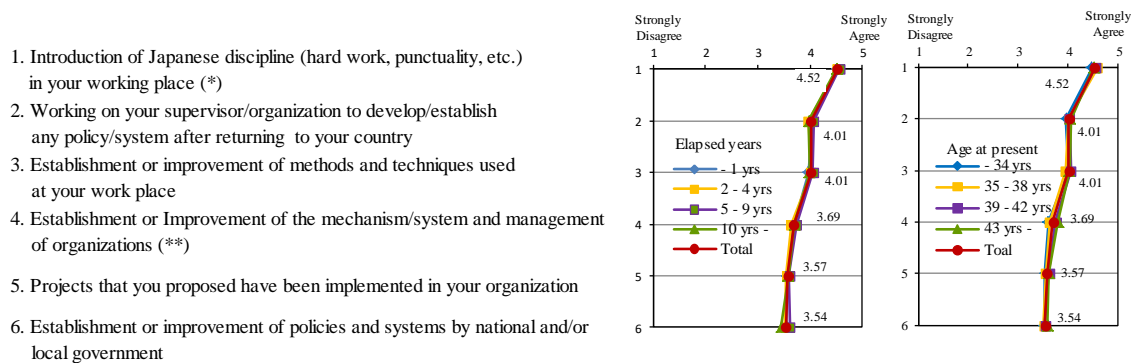 1. Introduction of Japanese discipline (hard work, punctuality, etc.)
in your working place (*)
2. Working on your supervisor/organization to develop/establish
any policy/system after returning to your country
3. Establishment or improvement of methods and techniques used
at your work place
4. Establishment or Improvement of the mechanism/system and management
of organizations (**)
5. Projects that you proposed have been implemented in your organization
6. Establishment or improvement of policies and systems by national and/or
local government
Strongly
Disagree
Strongly
Agree
1 2 3 4 5
1
2
3
4
5
6
4.52
4.01
4.01
3.69
3.57
3.54
Elapsed years
- 1 yrs
2 - 4 yrs
5 - 9 yrs
10 yrs -
Total
Strongly
Disagree
Strongly
Agree
1 2 3 4 5
1
2
3
4
5
6
4.52
4.01
4.01
3.69
3.57
3.54
Age at present
- 34 yrs
35 - 38 yrs
39 - 42 yrs
43 yrs -
Toal